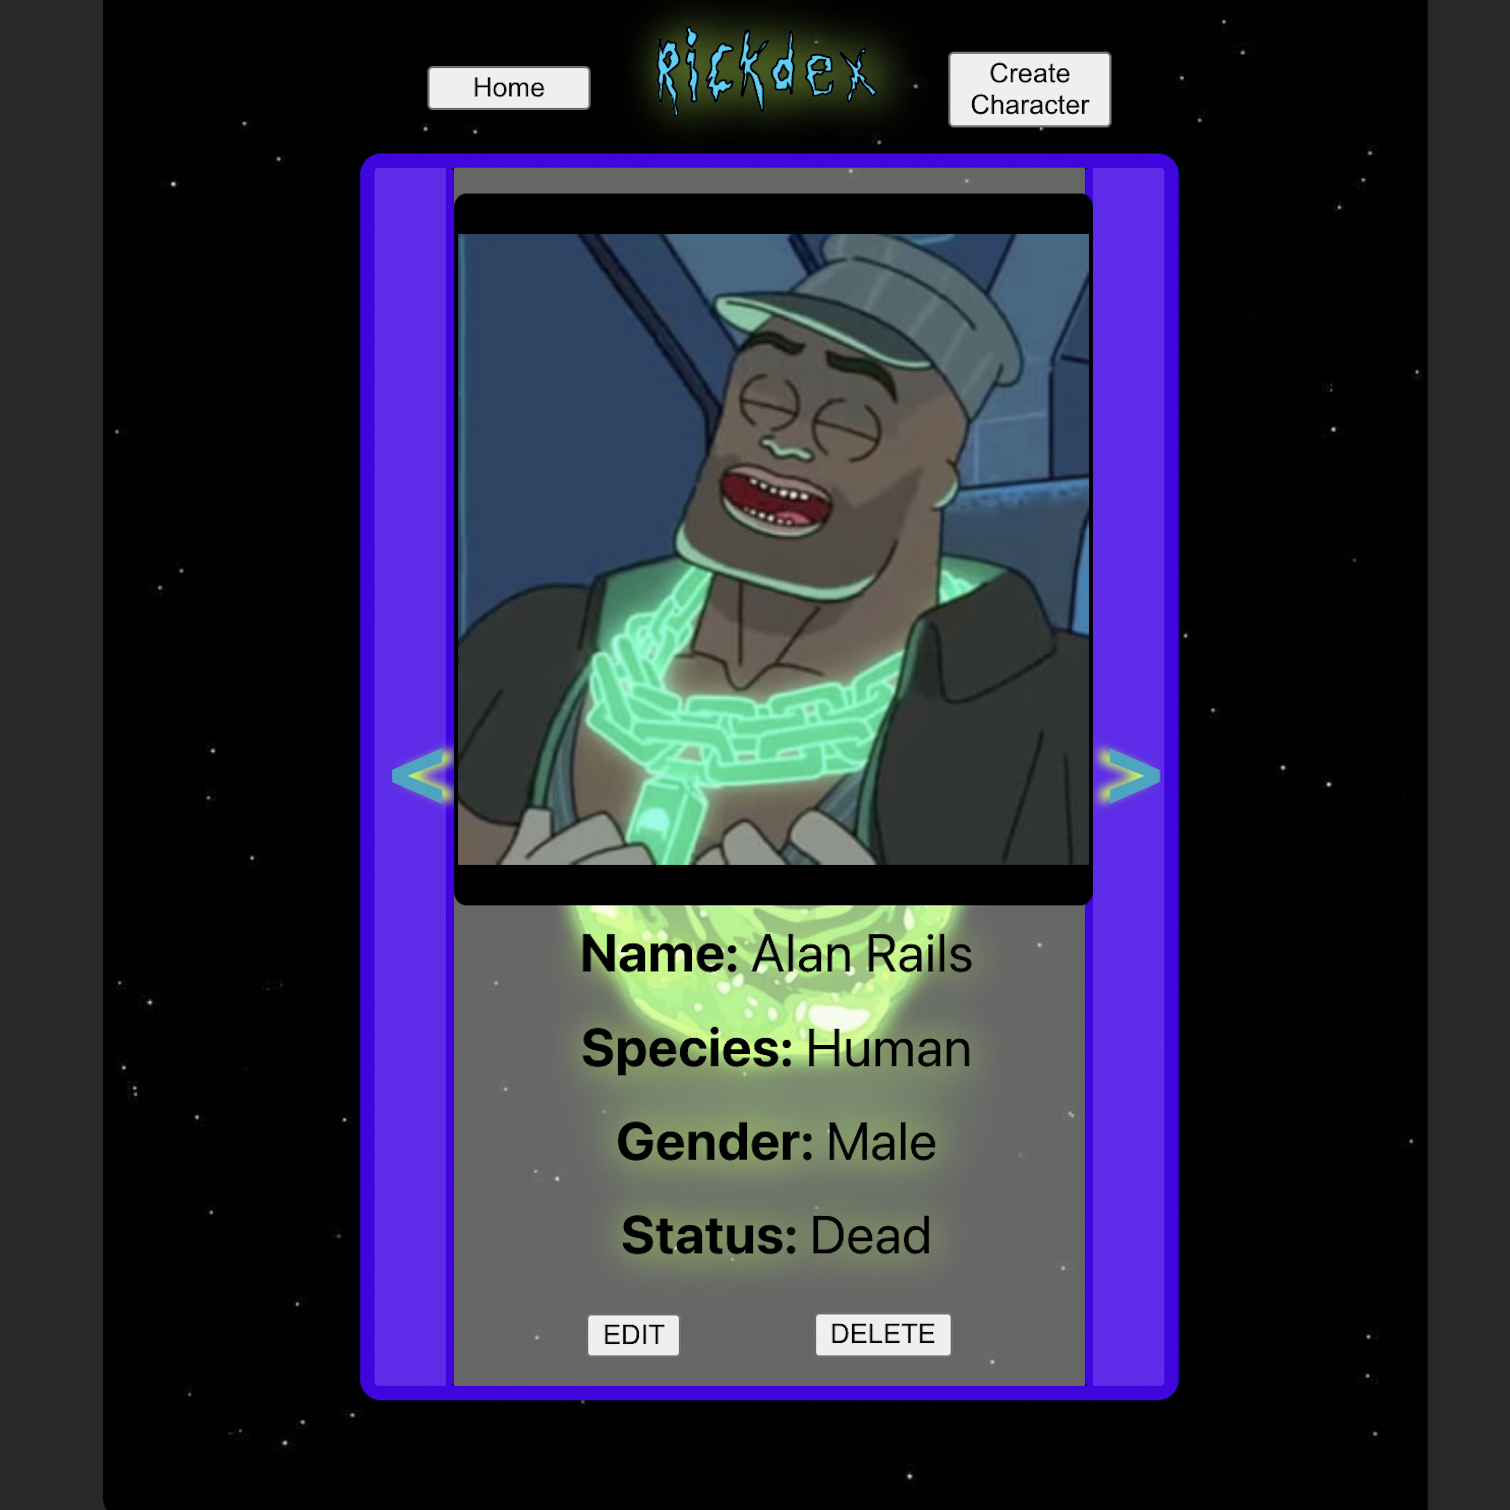 Home
Rickdex
Create
Character
<
>
Name: Alan Rails
Species: Human
Gender: Male
Status: Dead
EDIT
DELETE